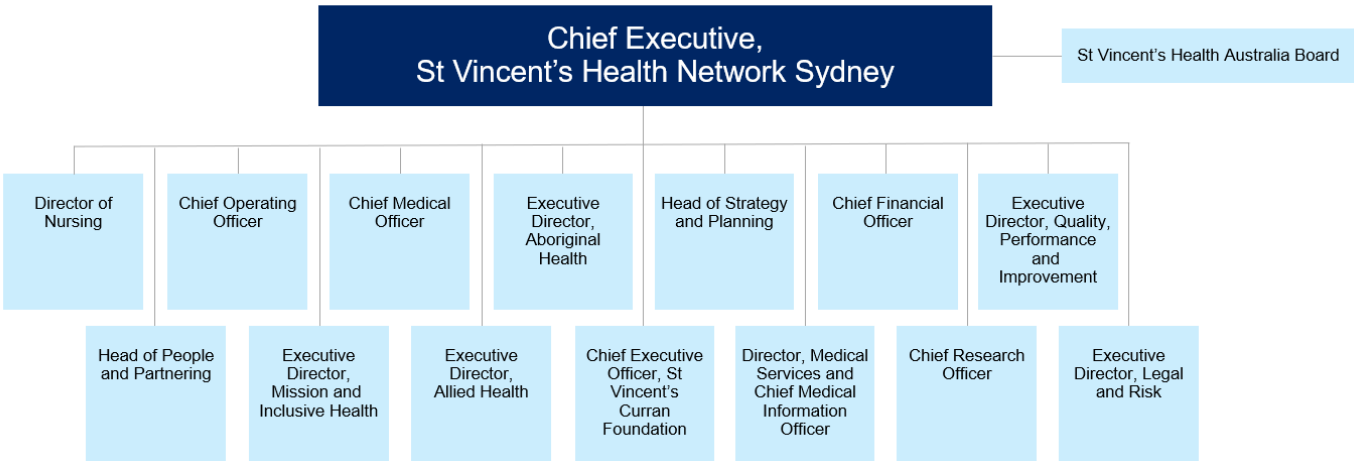 Chief Executive,
St Vincent’s Health Network Sydney
St Vincent’s Health Australia Board
Director of
Nursing
Chief Operating
Officer
Chief Medical
Officer
Executive
Director,
Aboriginal
Health
Head of Strategy
and Planning
Chief Financial
Officer
Executive
Director, Quality,
Performance
and
Improvement
Head of People
and Partnering
Executive
Director,
Mission and
Inclusive Health
Executive
Director,
Allied Health
Chief Executive
Officer, St
Vincent’s
Curran
Foundation
Director, Medical
Services and
Chief Medical
Information
Officer
Chief Research
Officer
Executive
Director, Legal
and Risk